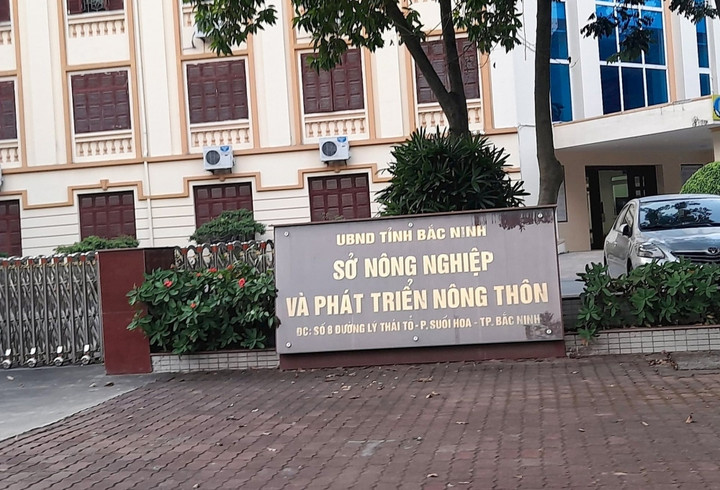 UBND TỈNH BẮC NINH
SỞ NÔNG NGHIỆP
VÀ PHÁT TRIỂN NÔNG THÔN
ĐC: SỐ 8 ĐƯỜNG LÝ THÁI TỔ - P. SUỐI HOA - TP. BẮC NINH